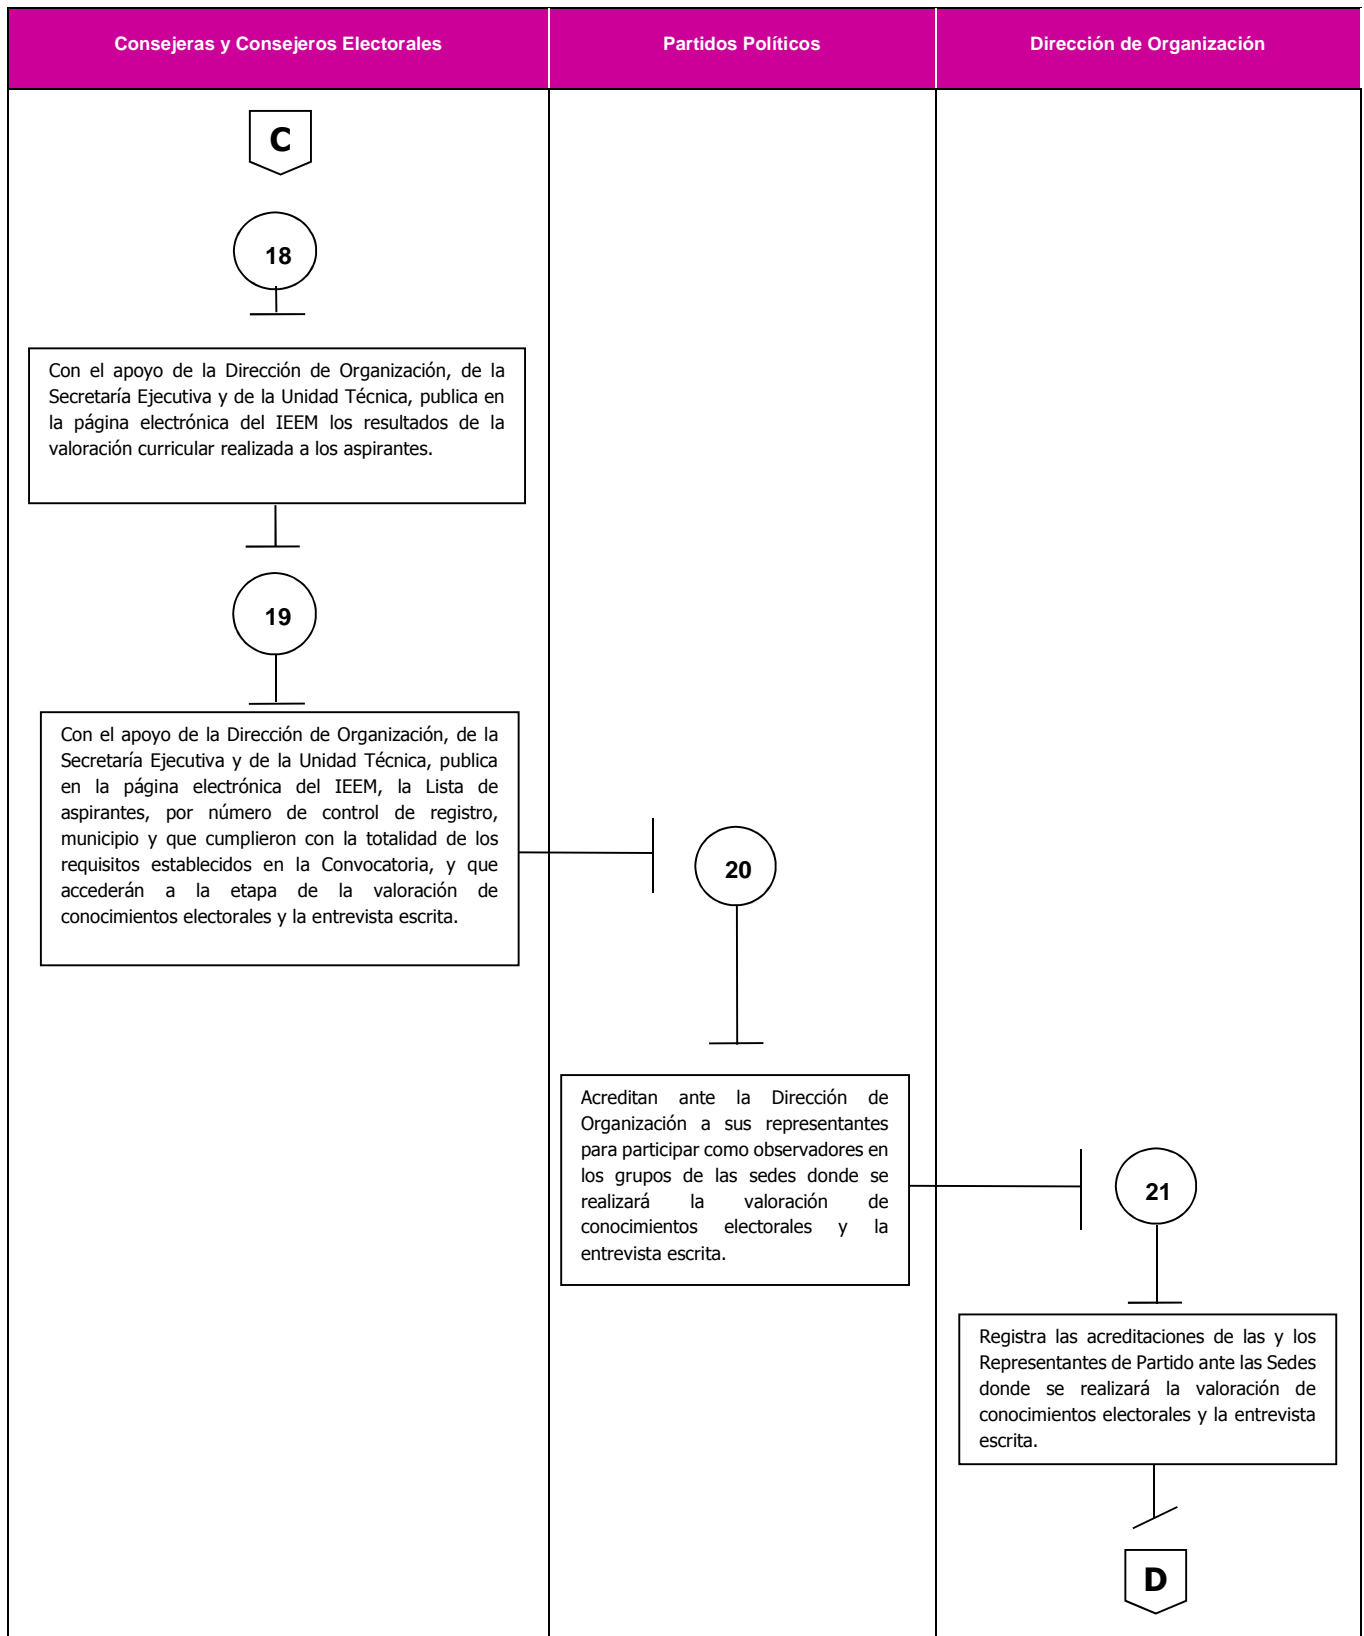 Consejeras y Consejeros Electorales
Partidos Políticos
Dirección de Organización
C
18
Con el apoyo de la Dirección de Organización, de la
Secretaría Ejecutiva y de la Unidad Técnica, publica en
la página electrónica del IEEM los resultados de la
valoración curricular realizada a los aspirantes.
19
Con el apoyo de la Dirección de Organización, de la
Secretaría Ejecutiva y de la Unidad Técnica, publica
en la página electrónica del IEEM, la Lista de
aspirantes, por número de control de registro,
municipio y que cumplieron con la totalidad de los
requisitos establecidos en la Convocatoria, y que
accederán a la etapa de la valoración de
conocimientos electorales y la entrevista escrita.
20
Acreditan ante la Dirección de
Organización a sus representantes
para participar como observadores en
los grupos de las sedes donde se
realizará la valoración de
conocimientos electorales y la
entrevista escrita.
21
Registra las acreditaciones de las y los
Representantes de Partido ante las Sedes
donde se realizará la valoración de
conocimientos electorales y la entrevista
escrita.
D